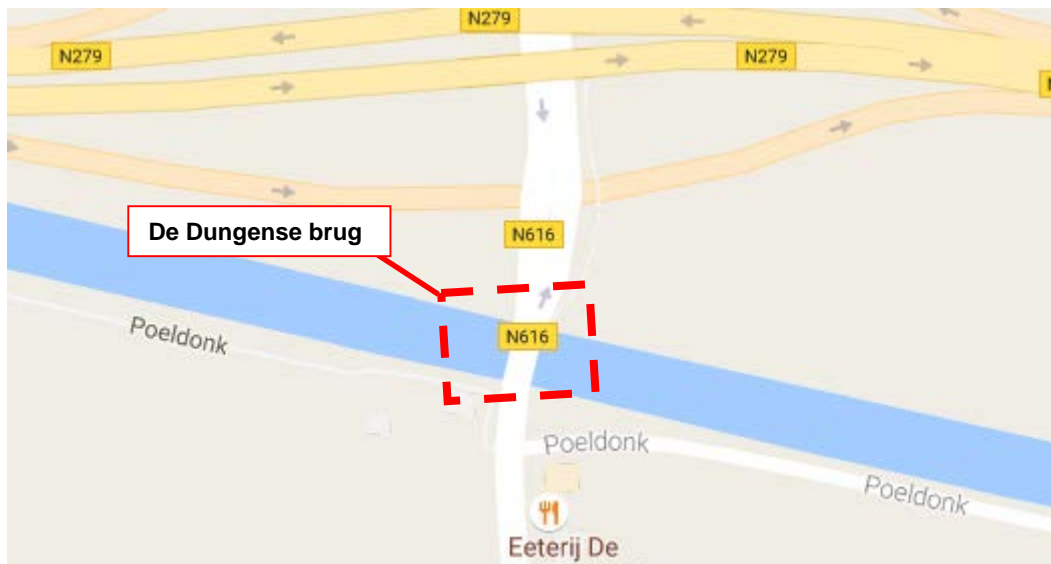 N279
N279
N279
De Dungense brug
N616
N616
Poeldonk
Poeldonk
Poeldonk
Eeterij De